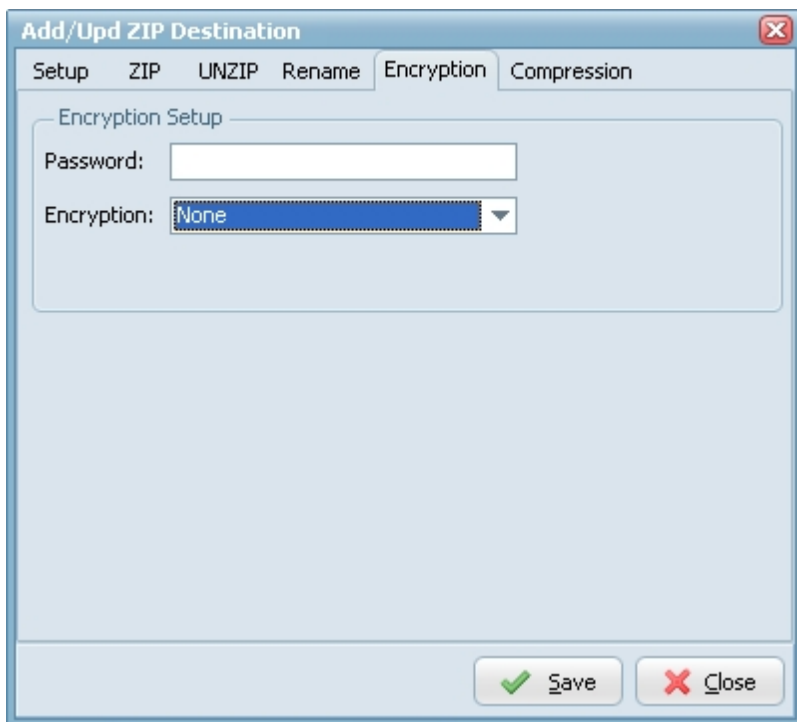 Add/Upd ZIP Destination
Setup ZIP UNZIP Rename Encryption Compression
Encryption Setup
Password:
Encryption: None
Save Close